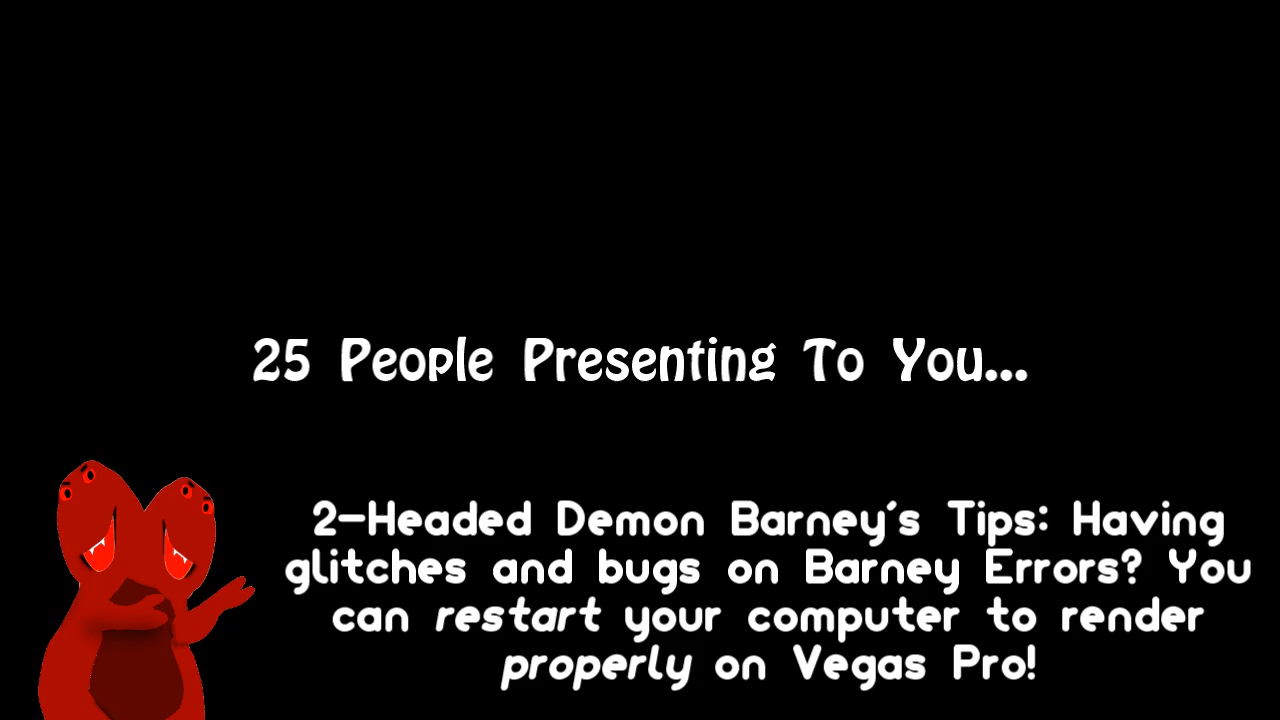 25 People Presenting To You...
2-Headed Demon Barney's Tips: Having
glitches and bugs on Barney Errors? You
can restart your computer to render
properly on Vegas Pro!